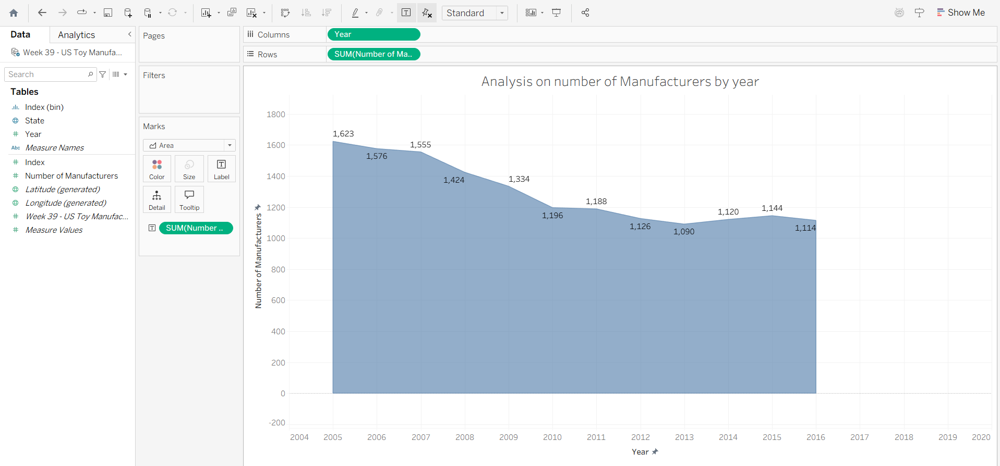 Standard
Show Me
Data
Analytics
Week 39 - US Toy Manufa...
Search
Tables
Index (bin)
State
Year
Abc Measure Names
Index
Number of Manufacturers
Latitude (generated)
Longitude (generated)
Week 39 - US Toy Manufac...
Measure Values
Pages
Filters
Marks
Area
Color
Size
T
Label
Detail
Tooltip
T SUM(Number ..
Columns
Year
Rows
SUM(Number of Ma..
Analysis on number of Manufacturers by year
Number of Manufacturers
1800
1600
1400
1200
1000
800
600
400
200
0
-200
1,623
1,576
1,555
1,424
1,334
1,196
1,188
1,126
1,090
1,120
1,144
1,114
2004 2005 2006 2007 2008 2009 2010 2011 2012 2013 2014 2015 2016 2017 2018 2019 2020
Year